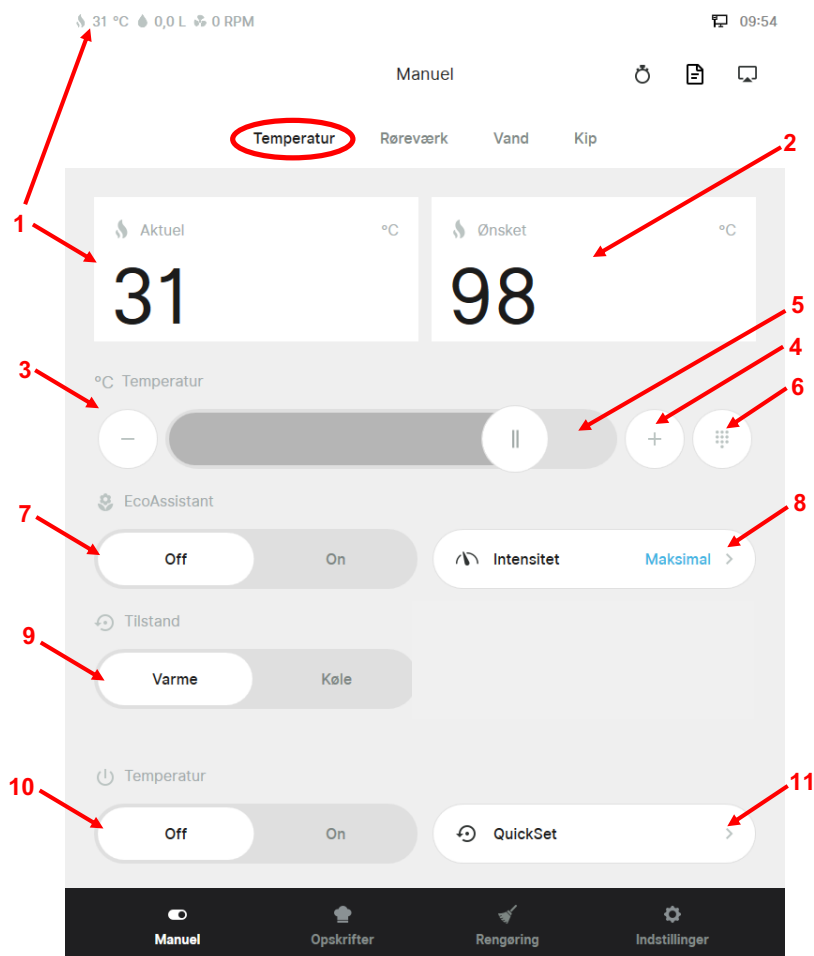 31 °C 0,0 L 0 RPM 09:54
Manuel
Temperatur Røreværk Vand Kip
2
1
Aktuel °C Ønsket °C
31 98
5
4
3
°C Temperatur
6
EcoAssistant
7
8
Off On Intensitet Maksimal
Tilstand
9
Varme Køle
Temperatur
10
11
Off On QuickSet
Manuel Opskrifter Rengøring Indstillinger